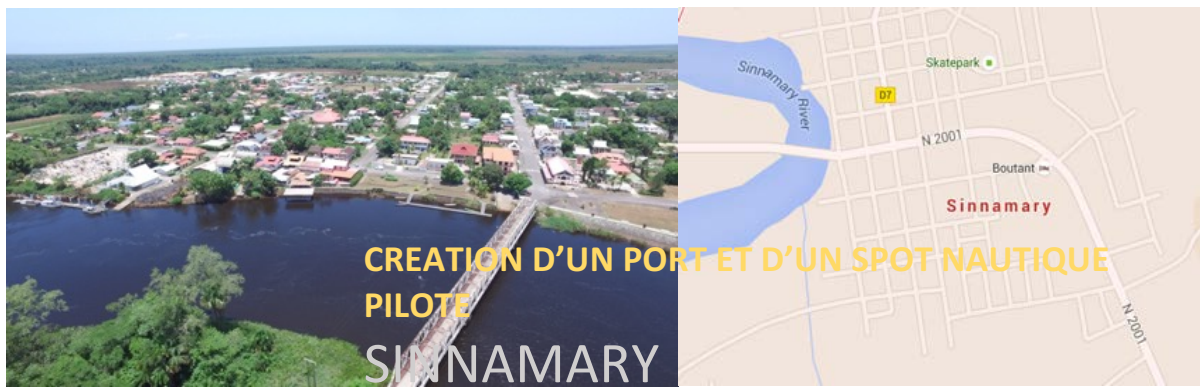 Skatepark
Sinnamary River
D7
N 2001
Boutant
Sinnamary
CREATION D'UN PORT ET D'UN SPOT NAUTIQUE
PILOTE
SINNAMARY
N 2001